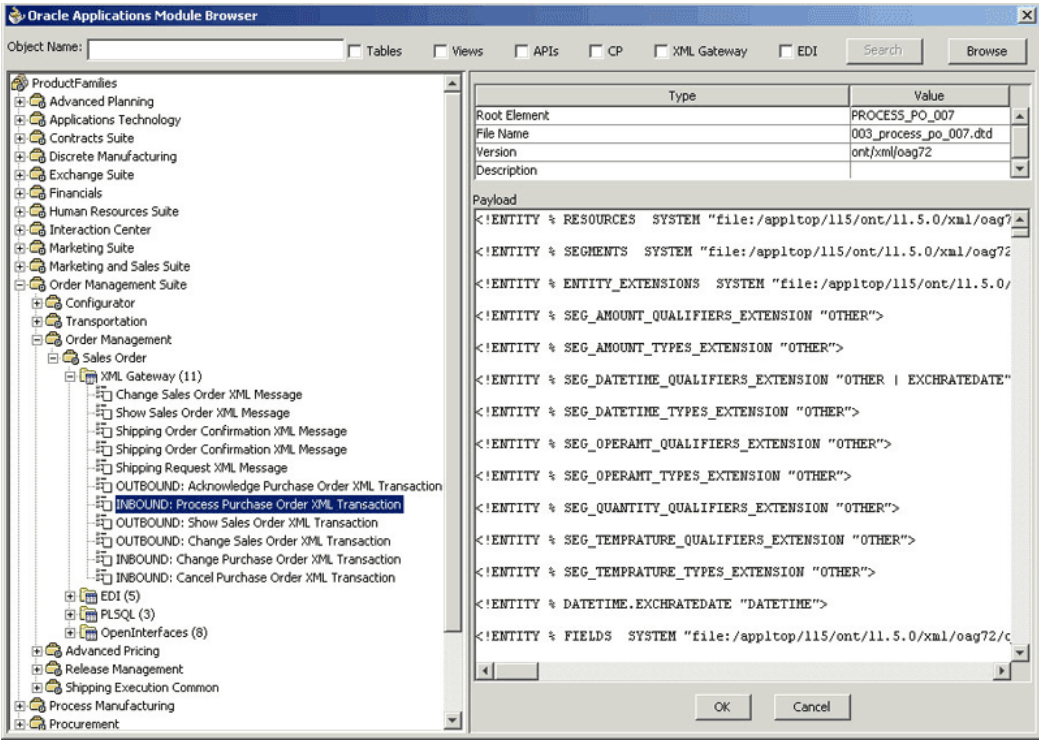 Oracle Applications Module Browser
Object Name: Tables Views APIs CP XML Gateway EDI Search Browse
ProductFamilies
Advanced Planning
Applications Technology
Contracts Suite
Discrete Manufacturing
Exchange Suite
Financials
Human Resources Suite
Interaction Center
Marketing Suite
Marketing and Sales Suite
Order Management Suite
Configurator
Transportation
Order Management
Sales Order
XML Gateway (11)
Change Sales Order XML Message
Show Sales Order XML Message
Shipping Order Confirmation XML Message
Shipping Order Confirmation XML Message
Shipping Request XML Message
OUTBOUND: Acknowledge Purchase Order XML Transaction
INBOUND: Process Purchase Order XML Transaction
OUTBOUND: Show Sales Order XML Transaction
OUTBOUND: Change Sales Order XML Transaction
INBOUND: Change Purchase Order XML Transaction
INBOUND: Cancel Purchase Order XML Transaction
EDI (5)
PLSQL (3)
OpenInterfaces (8)
Advanced Pricing
Release Management
Shipping Execution Common
Process Manufacturing
Procurement
Type Value
Root Element PROCESS_PO_007
File Name 003_process_po_007.dtd
Version ont/xml/oag72
Description
Payload
<!ENTITY % RESOURCES SYSTEM "file:/appltop/115/ont/11.5.0/xml/oag7
<!ENTITY % SEGMENTS SYSTEM "file:/appltop/115/ont/11.5.0/xml/oag72
<!ENTITY % ENTITY_EXTENSIONS SYSTEM "file:/appltop/115/ont/11.5.0/
<!ENTITY % SEG_AMOUNT_QUALIFIERS_EXTENSION "OTHER">
<!ENTITY % SEG_AMOUNT_TYPES_EXTENSION "OTHER">
<!ENTITY % SEG_DATETIME_QUALIFIERS_EXTENSION "OTHER | EXCHRATEDATE"
<!ENTITY % SEG_DATETIME_TYPES_EXTENSION "OTHER">
<!ENTITY % SEG_OPERAMT_QUALIFIERS_EXTENSION "OTHER">
<!ENTITY % SEG_OPERAMT_TYPES_EXTENSION "OTHER">
<!ENTITY % SEG_QUANTITY_QUALIFIERS_EXTENSION "OTHER">
<!ENTITY % SEG_TEMPRATURE_QUALIFIERS_EXTENSION "OTHER">
<!ENTITY % SEG_TEMPRATURE_TYPES_EXTENSION "OTHER">
<!ENTITY % DATETIME.EXCHRATEDATE "DATETIME">
<!ENTITY % FIELDS SYSTEM "file:/appltop/115/ont/11.5.0/xml/oag72/o
OK Cancel